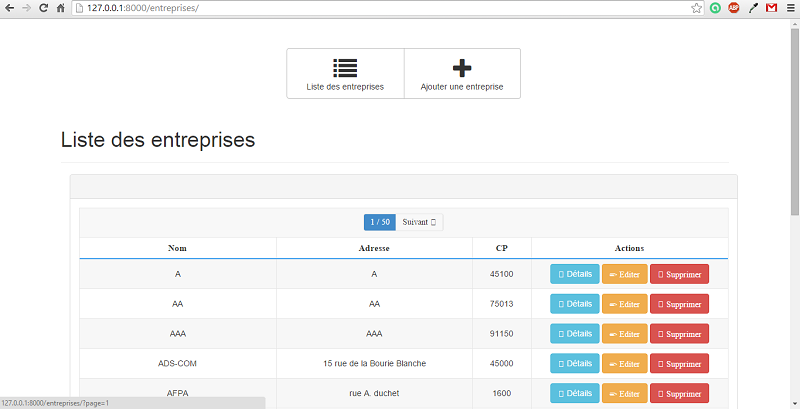 127.0.0.1:8000/entreprises/
ABP
Liste des entreprises
Ajouter une entreprise
Liste des entreprises
1 / 50 Suivant
Nom Adresse CP Actions
A A 45100 Détails Editer Supprimer
AA AA 75013 Détails Editer Supprimer
AAA AAA 91150 Détails Editer Supprimer
ADS-COM 15 rue de la Bourie Blanche 45000 Détails Editer Supprimer
AFPA rue A. duchet 1600 Détails Editer Supprimer
127.0.0.1:8000/entreprises/?page=1